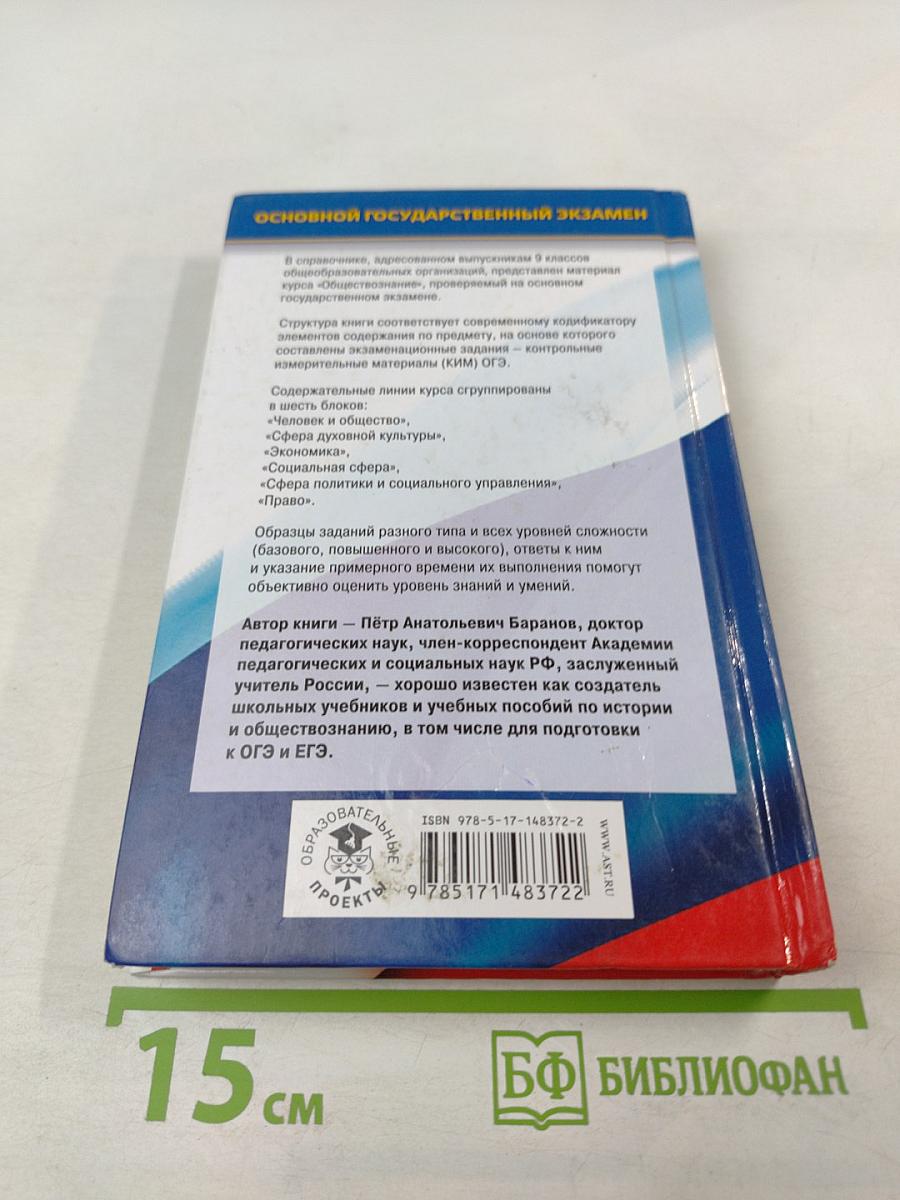 ОСНОВНОЙ ГОСУДАРСТВЕННЫЙ ЭКЗАМЕН
В справочнике, адресованном выпускникам 9 классов
общеобразовательных организаций, представлен материал
курса «Обществознание», проверяемый на основном
государственном экзамене.
Структура книги соответствует современному кодификатору
элементов содержания по предмету, на основе которого
составлены экзаменационные задания — контрольные
измерительные материалы (КИМ) ОГЭ.
Содержательные линии курса сгруппированы
в шесть блоков:
«Человек и общество»,
«Сфера духовной культуры»,
«Экономика»,
«Социальная сфера»,
«Сфера политики и социального управления»,
«Право».
Образцы заданий разного типа и всех уровней сложности
(базового, повышенного и высокого), ответы к ним
и указание примерного времени их выполнения помогут
объективно оценить уровень знаний и умений.
Автор книги — Пётр Анатольевич Баранов, доктор
педагогических наук, член-корреспондент Академии
педагогических и социальных наук РФ, заслуженный
учитель России, — хорошо известен как создатель
школьных учебников и учебных пособий по истории
и обществознанию, в том числе для подготовки
к ОГЭ и ЕГЭ.
ОБРАЗОВАТЕЛЬНЫЕ
ПРОЕКТЫ
ISBN 978-5-17-148372-2
9 785171 483722
WWW.AST.RU
15 см
БФ БИБЛИОФАН